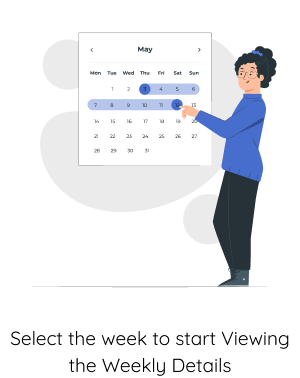 ‹ May ›
Mon Tue Wed Thu Fri Sat Sun
1 2 3 4 5 6
7 8 9 10 11 12 13
14 15 16 17 18 19 20
21 22 23 24 25 26 27
28 29 30 31
Select the week to start Viewing
the Weekly Details